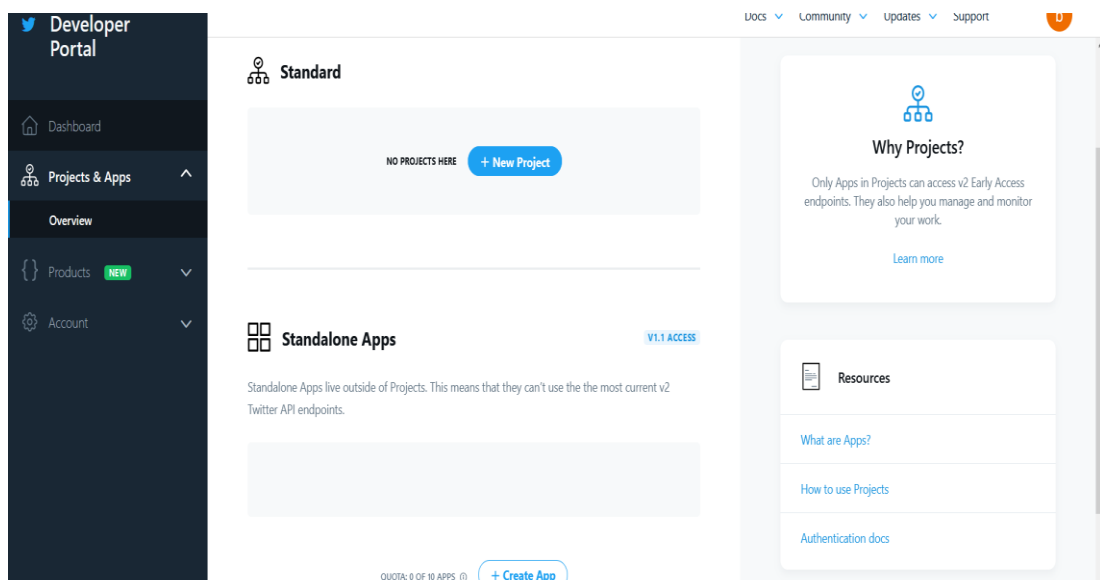 Developer
Portal
Docs
Community
Updates
Support
b
Dashboard
Projects & Apps
Overview
Products NEW
Account
Standard
NO PROJECTS HERE
+ New Project
Standalone Apps
V1.1 ACCESS
Standalone Apps live outside of Projects. This means that they can't use the the most current v2
Twitter API endpoints.
QUOTA: 0 OF 10 APPS
+ Create App
Why Projects?
Only Apps in Projects can access v2 Early Access
endpoints. They also help you manage and monitor
your work.
Learn more
Resources
What are Apps?
How to use Projects
Authentication docs